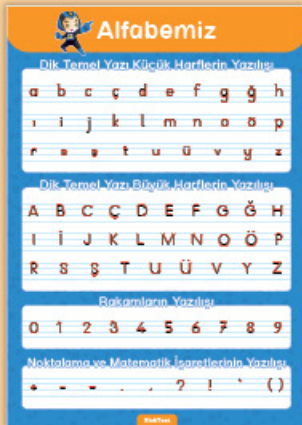 Alfabemiz
Dik Temel Yazı Küçük Harflerin Yazılışı
a b c ç d e f g ğ h
ı i j k l m n o ö p
r s ş t u ü v y z
Dik Temel Yazı Büyük Harflerin Yazılışı
A B C Ç D E F G Ğ H
I İ J K L M N O Ö P
R S Ş T U Ü V Y Z
Rakamların Yazılışı
0 1 2 3 4 5 6 7 8 9
Noktalama ve Matematik İşaretlerinin Yazılışı
+ - = . , ? ! ' ( )